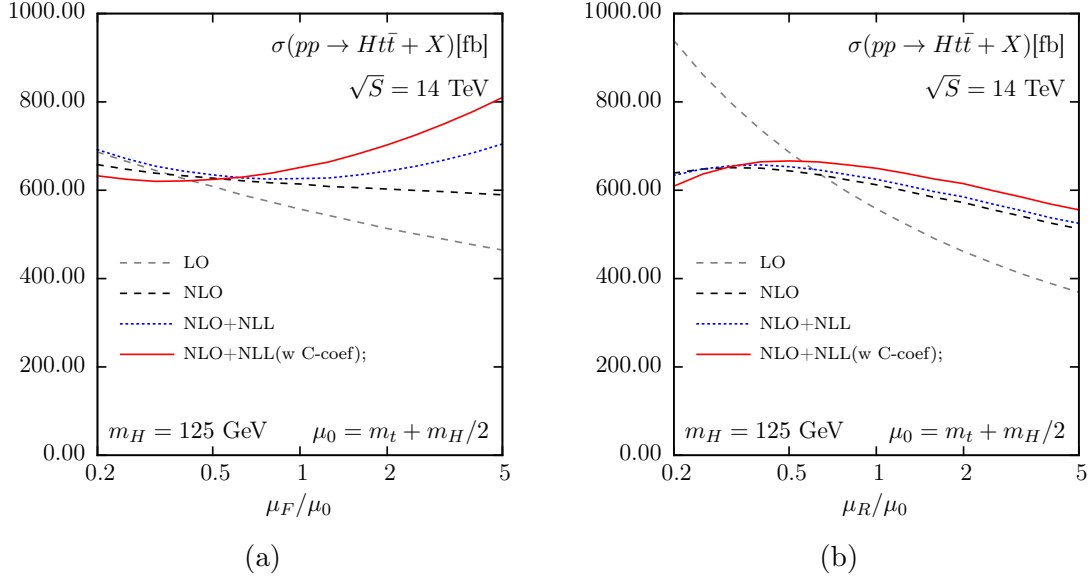 1000.00
800.00
600.00
400.00
200.00
0.00
σ(pp → Htt̄ + X)[fb]
√S = 14 TeV
LO
NLO
NLO+NLL
NLO+NLL(w C-coef);
m_H = 125 GeV μ_0 = m_t + m_H/2
0.2 0.5 1 2 5
μ_F/μ_0
(a)
1000.00
800.00
600.00
400.00
200.00
0.00
σ(pp → Htt̄ + X)[fb]
√S = 14 TeV
LO
NLO
NLO+NLL
NLO+NLL(w C-coef);
m_H = 125 GeV μ_0 = m_t + m_H/2
0.2 0.5 1 2 5
μ_R/μ_0
(b)